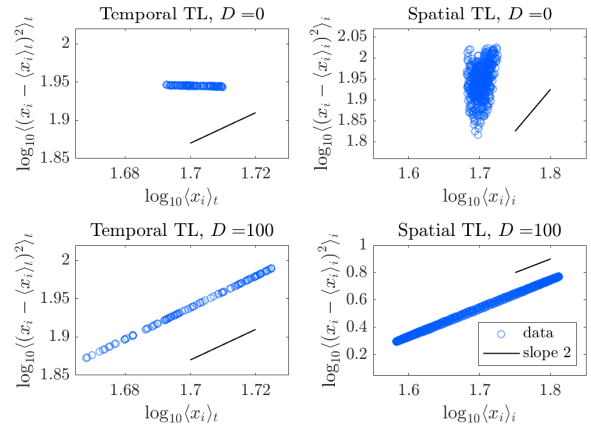 Temporal TL, D =0
log₁₀⟨(xᵢ − ⟨xᵢ⟩ₜ)²⟩ₜ
2
1.95
1.9
1.85
1.68 1.7 1.72
log₁₀⟨xᵢ⟩ₜ
Spatial TL, D =0
log₁₀⟨(xᵢ − ⟨xᵢ⟩ᵢ)²⟩ᵢ
2.05
2
1.95
1.9
1.85
1.8
1.6 1.7 1.8
log₁₀⟨xᵢ⟩ᵢ
Temporal TL, D =100
log₁₀⟨(xᵢ − ⟨xᵢ⟩ₜ)²⟩ₜ
2
1.95
1.9
1.85
1.68 1.7 1.72
log₁₀⟨xᵢ⟩ₜ
Spatial TL, D =100
log₁₀⟨(xᵢ − ⟨xᵢ⟩ᵢ)²⟩ᵢ
1
0.8
0.6
0.4
0.2
1.6 1.7 1.8
log₁₀⟨xᵢ⟩ᵢ
data
slope 2